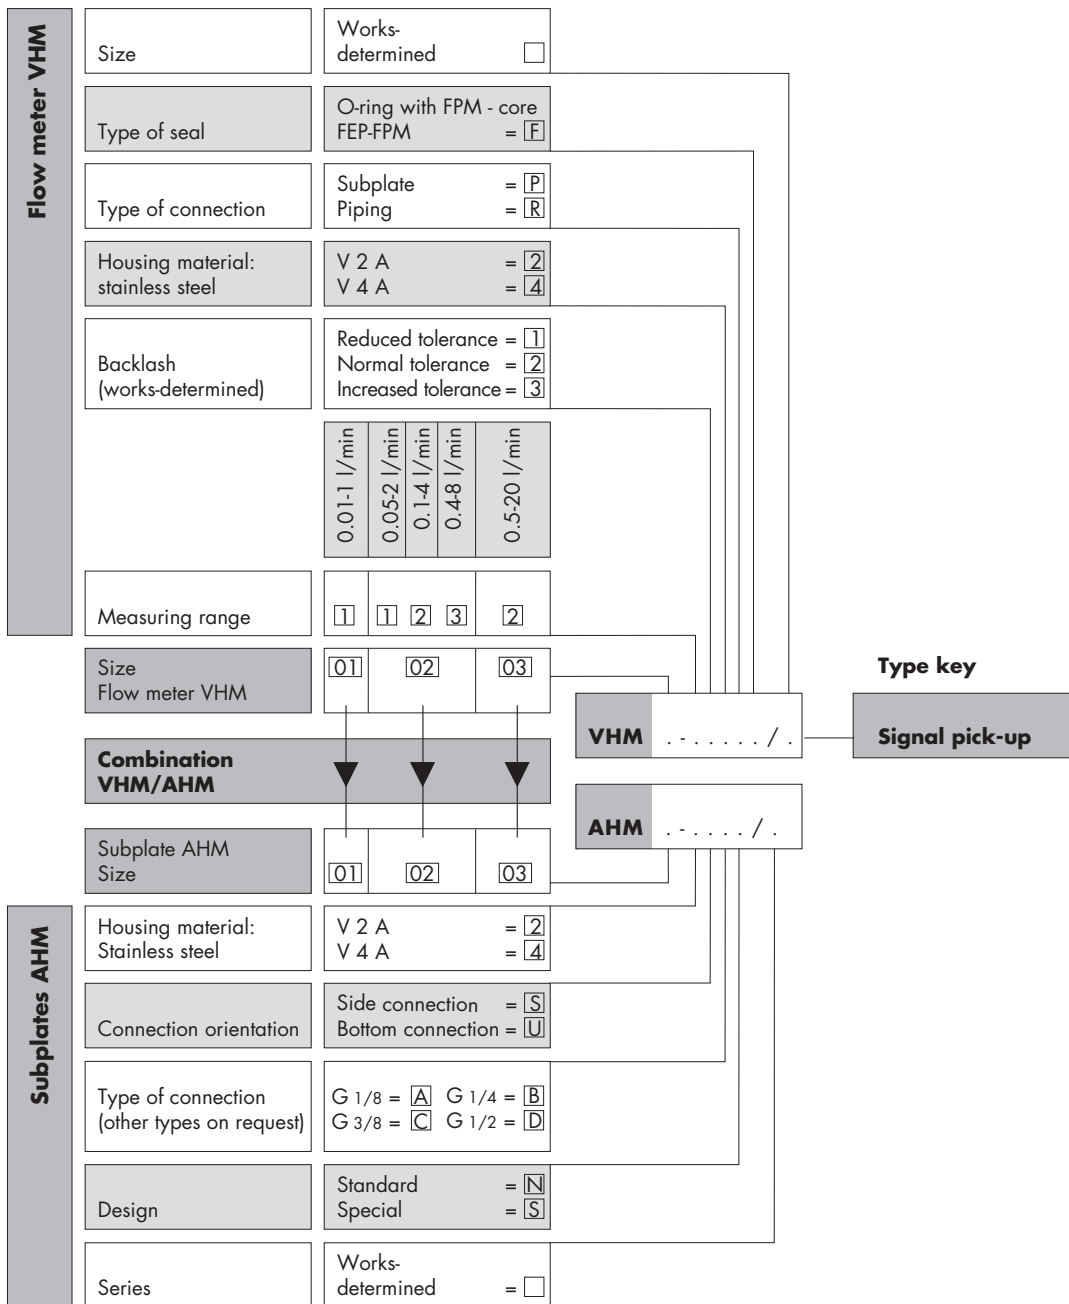 Flow meter VHM
Size
Works-
determined
Type of seal
O-ring with FPM - core
FEP-FPM = F
Type of connection
Subplate = P
Piping = R
Housing material:
stainless steel
V 2 A = 2
V 4 A = 4
Backlash
(works-determined)
Reduced tolerance = 1
Normal tolerance = 2
Increased tolerance = 3
0.01-1 l/min
0.05-2 l/min
0.1-4 l/min
0.4-8 l/min
0.5-20 l/min
Measuring range
1 1 2 3 2
Size
Flow meter VHM
01 02 03
Type key
VHM . - . . . . . / .
Signal pick-up
Combination
VHM/AHM
AHM . - . . . . / .
Subplate AHM
Size
01 02 03
Subplates AHM
Housing material:
Stainless steel
V 2 A = 2
V 4 A = 4
Connection orientation
Side connection = S
Bottom connection = U
Type of connection
(other types on request)
G 1/8 = A G 1/4 = B
G 3/8 = C G 1/2 = D
Design
Standard = N
Special = S
Series
Works-
determined =